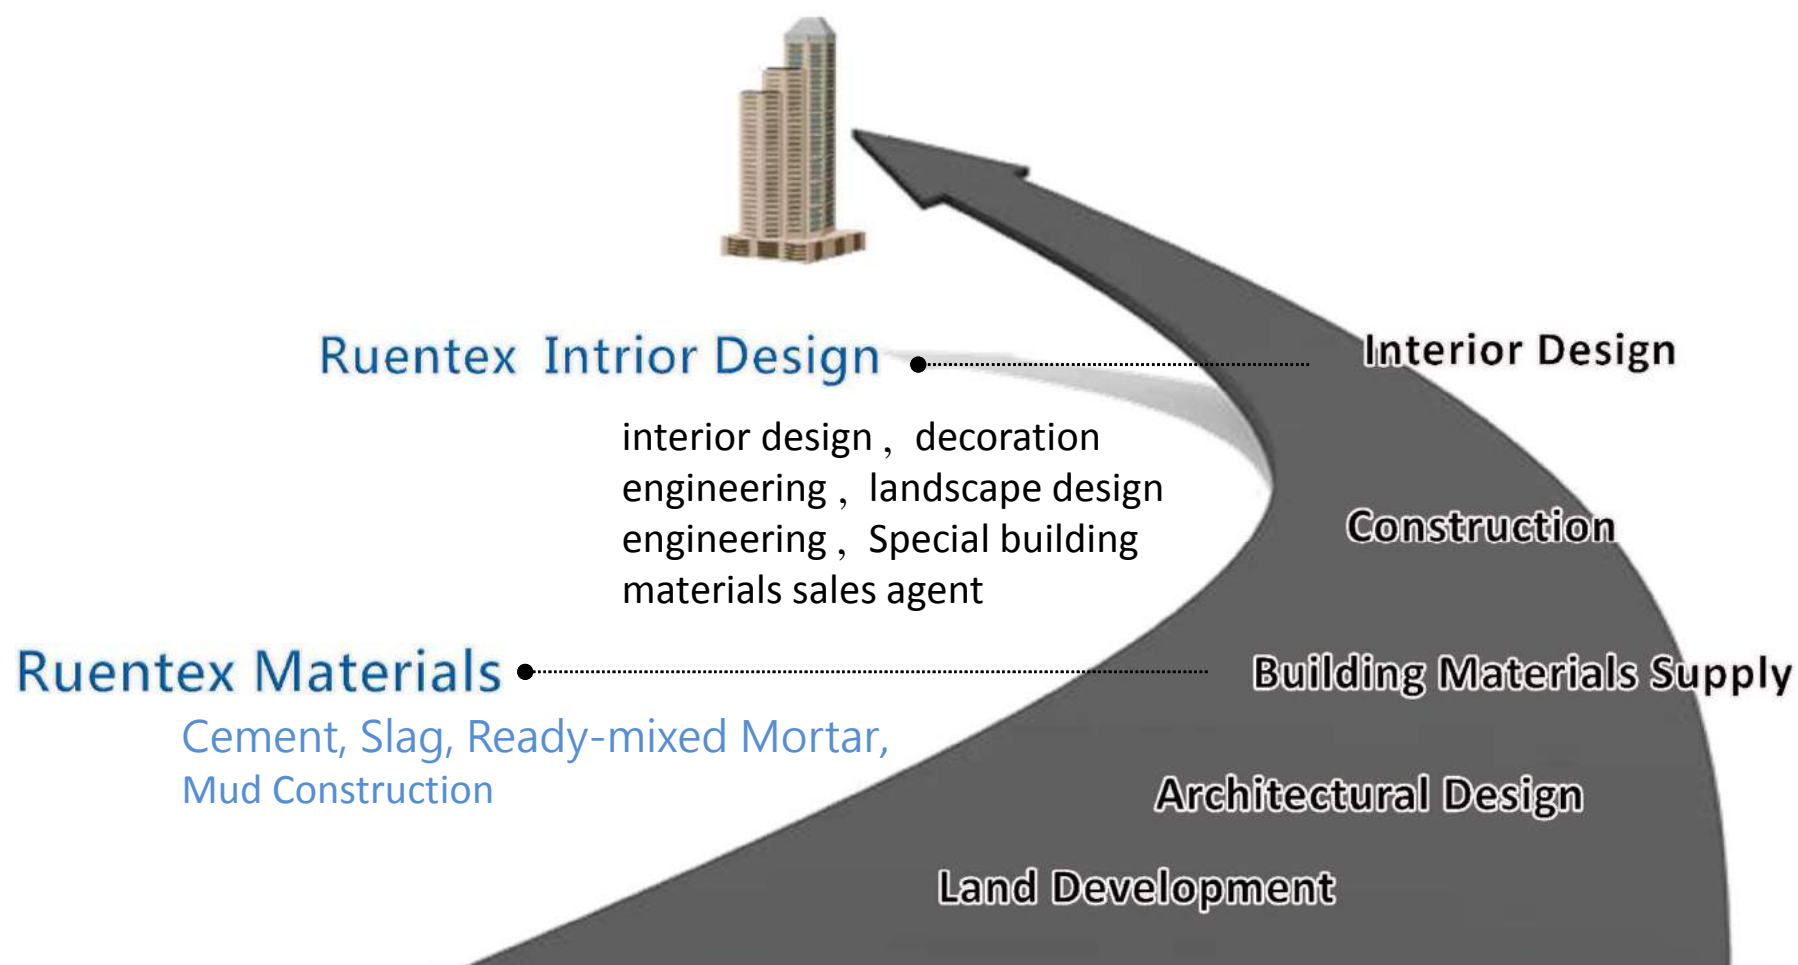 Ruentex Intrior Design
Interior Design
interior design , decoration
engineering , landscape design
engineering , Special building
materials sales agent
Construction
Ruentex Materials
Building Materials Supply
Cement, Slag, Ready-mixed Mortar,
Mud Construction
Architectural Design
Land Development